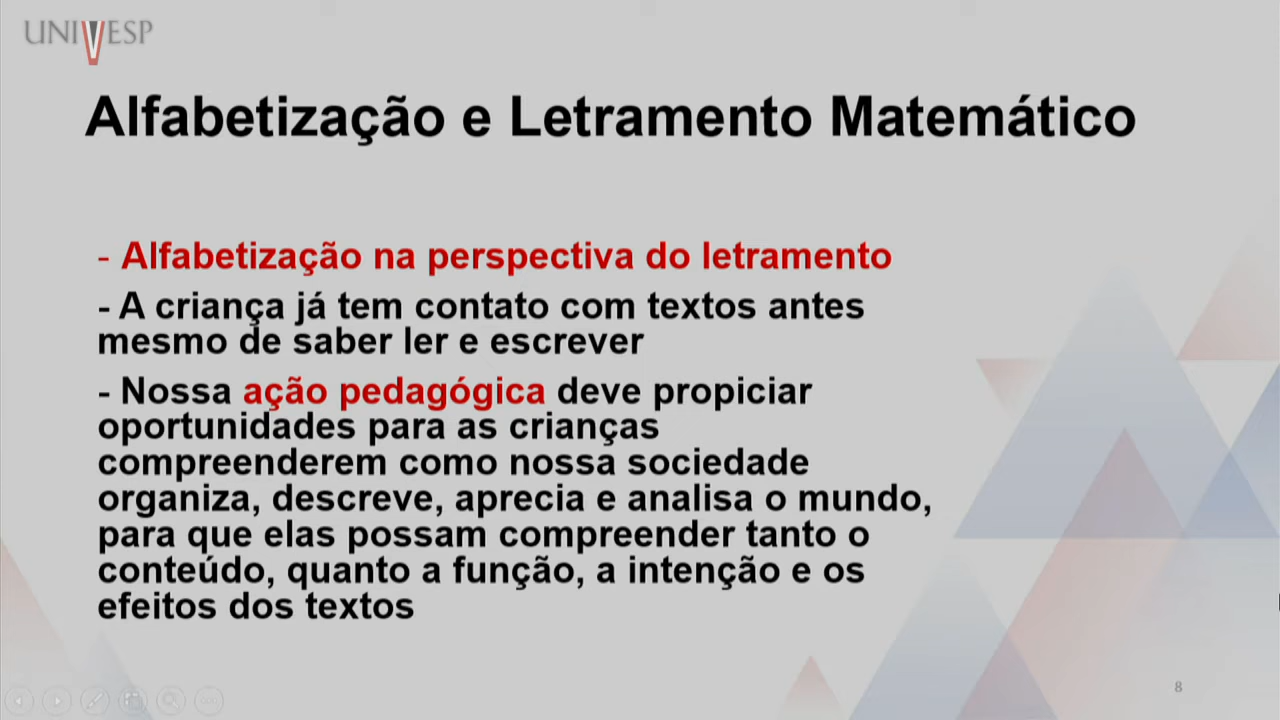 UNIVESP
Alfabetização e Letramento Matemático
- Alfabetização na perspectiva do letramento
- A criança já tem contato com textos antes
mesmo de saber ler e escrever
- Nossa ação pedagógica deve propiciar
oportunidades para as crianças
compreenderem como nossa sociedade
organiza, descreve, aprecia e analisa o mundo,
para que elas possam compreender tanto o
conteúdo, quanto a função, a intenção e os
efeitos dos textos
8